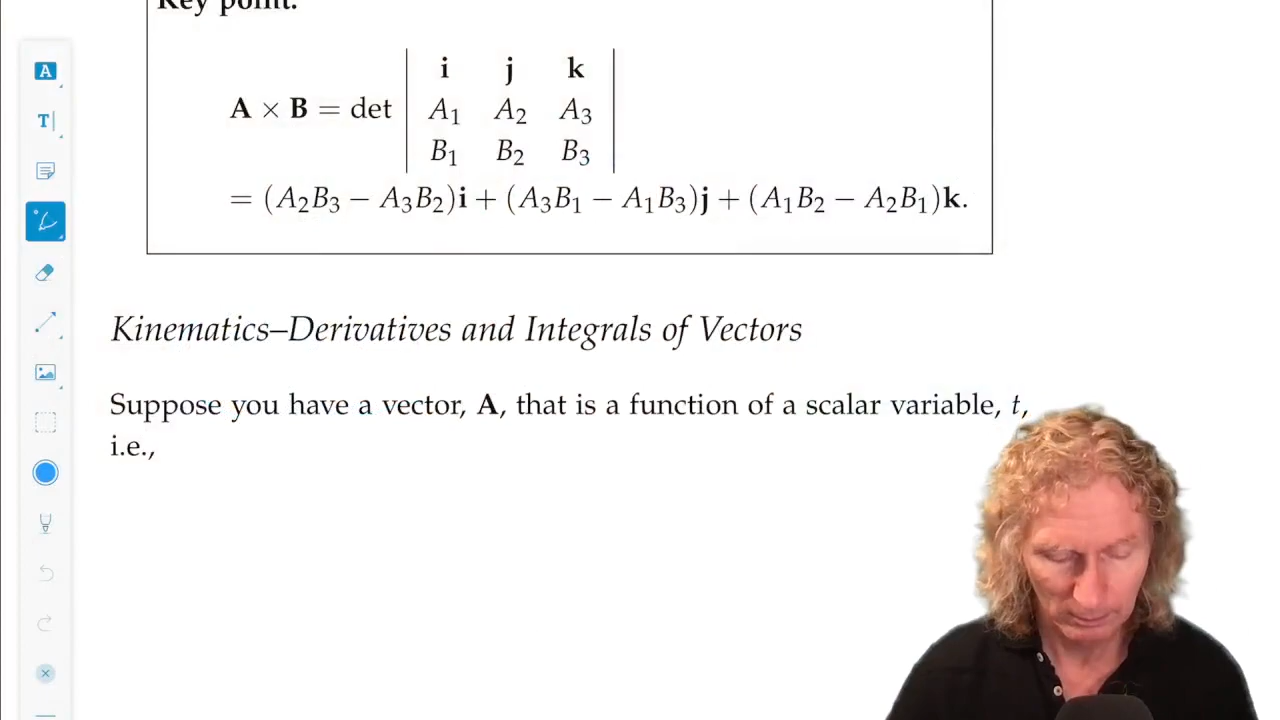 Key point:
i j k
A × B = det A₁ A₂ A₃
B₁ B₂ B₃
= (A₂B₃ − A₃B₂)i + (A₃B₁ − A₁B₃)j + (A₁B₂ − A₂B₁)k.
Kinematics–Derivatives and Integrals of Vectors
Suppose you have a vector, A, that is a function of a scalar variable, t,
i.e.,
A
T